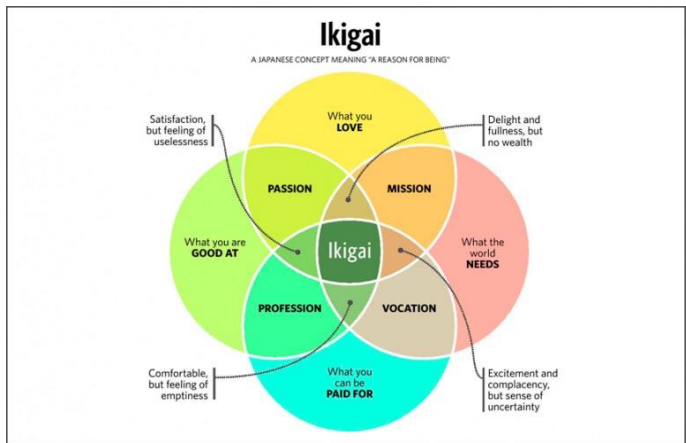 Ikigai
A JAPANESE CONCEPT MEANING "A REASON FOR BEING"
Satisfaction,
but feeling of
uselessness
What you
LOVE
Delight and
fullness, but
no wealth
PASSION
MISSION
What you are
GOOD AT
Ikigai
What the
world
NEEDS
PROFESSION
VOCATION
Comfortable,
but feeling of
emptiness
What you
can be
PAID FOR
Excitement and
complacency,
but sense of
uncertainty